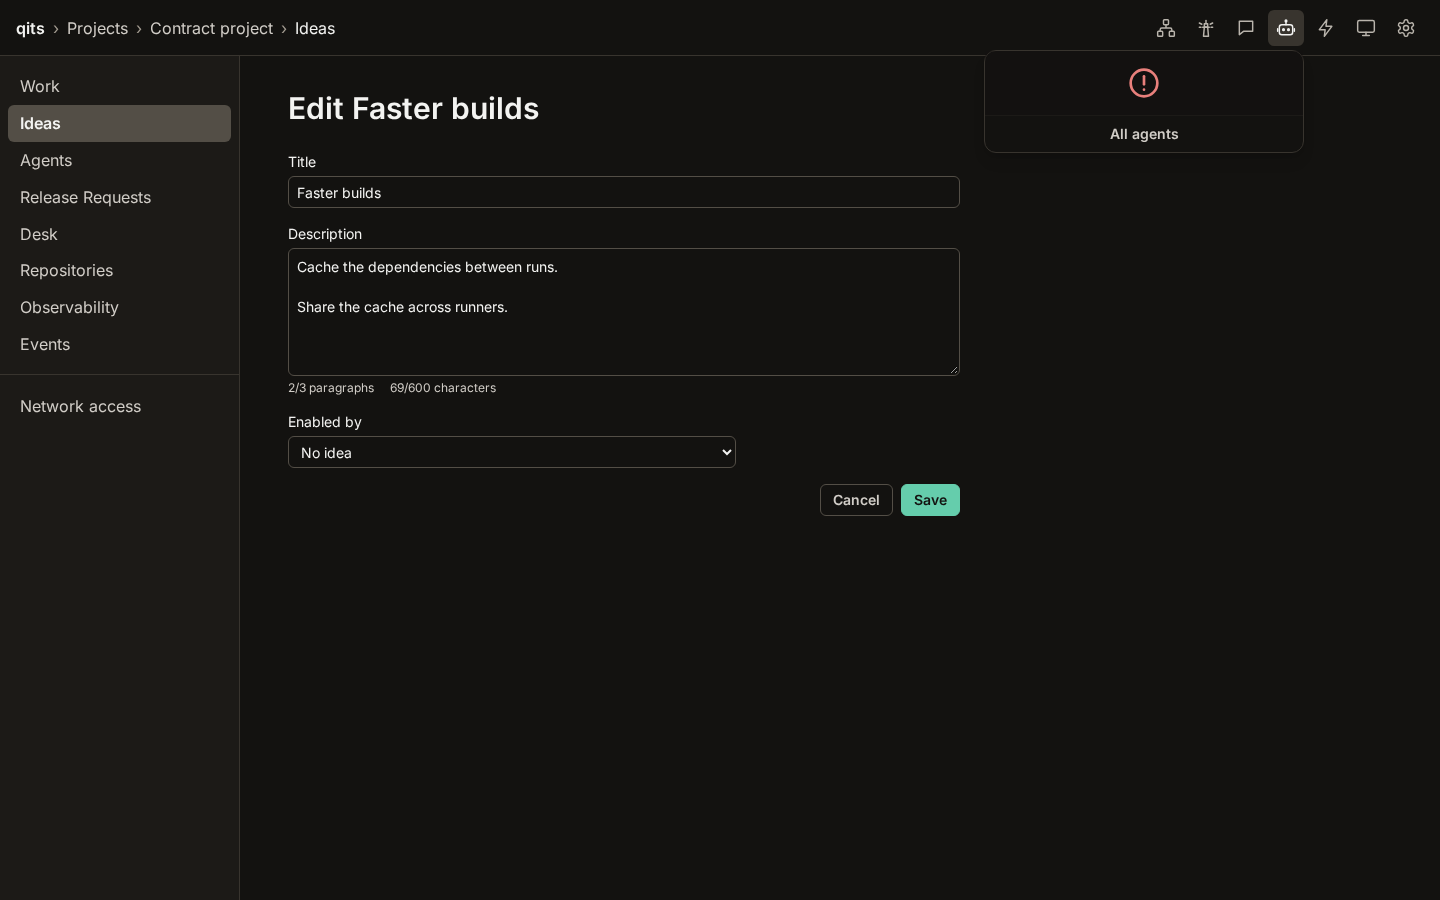 qits › Projects › Contract project › Ideas
All agents
Work
Ideas
Agents
Release Requests
Desk
Repositories
Observability
Events
Network access
Edit Faster builds
Title
Faster builds
Description
Cache the dependencies between runs.
Share the cache across runners.
2/3 paragraphs 69/600 characters
Enabled by
No idea
Cancel Save